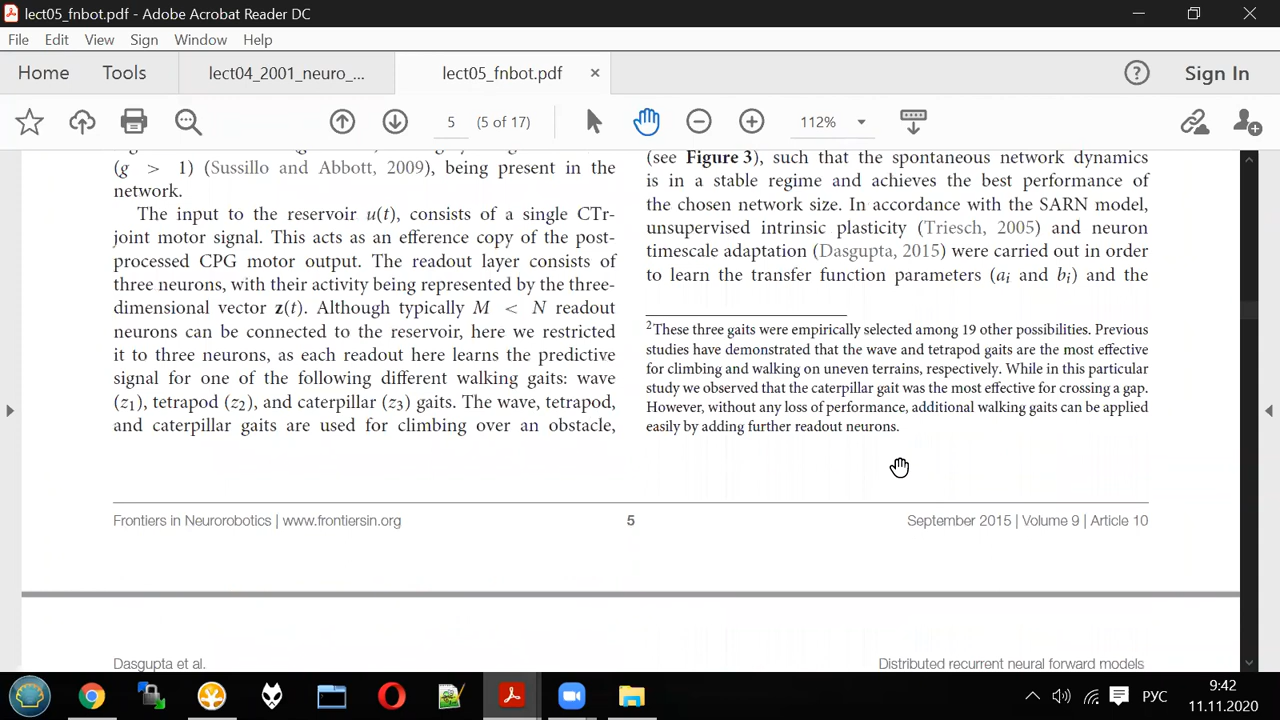 lect05_fnbot.pdf - Adobe Acrobat Reader DC
File Edit View Sign Window Help
Home Tools lect04_2001_neuro_... lect05_fnbot.pdf × ? Sign In
5 (5 of 17) 112%
(g > 1) (Sussillo and Abbott, 2009), being present in the
network.
The input to the reservoir u(t), consists of a single CTr-
joint motor signal. This acts as an efference copy of the post-
processed CPG motor output. The readout layer consists of
three neurons, with their activity being represented by the three-
dimensional vector z(t). Although typically M < N readout
neurons can be connected to the reservoir, here we restricted
it to three neurons, as each readout here learns the predictive
signal for one of the following different walking gaits: wave
(z1), tetrapod (z2), and caterpillar (z3) gaits. The wave, tetrapod,
and caterpillar gaits are used for climbing over an obstacle,
(see Figure 3), such that the spontaneous network dynamics
is in a stable regime and achieves the best performance of
the chosen network size. In accordance with the SARN model,
unsupervised intrinsic plasticity (Triesch, 2005) and neuron
timescale adaptation (Dasgupta, 2015) were carried out in order
to learn the transfer function parameters (ai and bi) and the
2These three gaits were empirically selected among 19 other possibilities. Previous
studies have demonstrated that the wave and tetrapod gaits are the most effective
for climbing and walking on uneven terrains, respectively. While in this particular
study we observed that the caterpillar gait was the most effective for crossing a gap.
However, without any loss of performance, additional walking gaits can be applied
easily by adding further readout neurons.
Frontiers in Neurorobotics | www.frontiersin.org 5 September 2015 | Volume 9 | Article 10
Dasgupta et al. Distributed recurrent neural forward models
РУС
9:42
11.11.2020